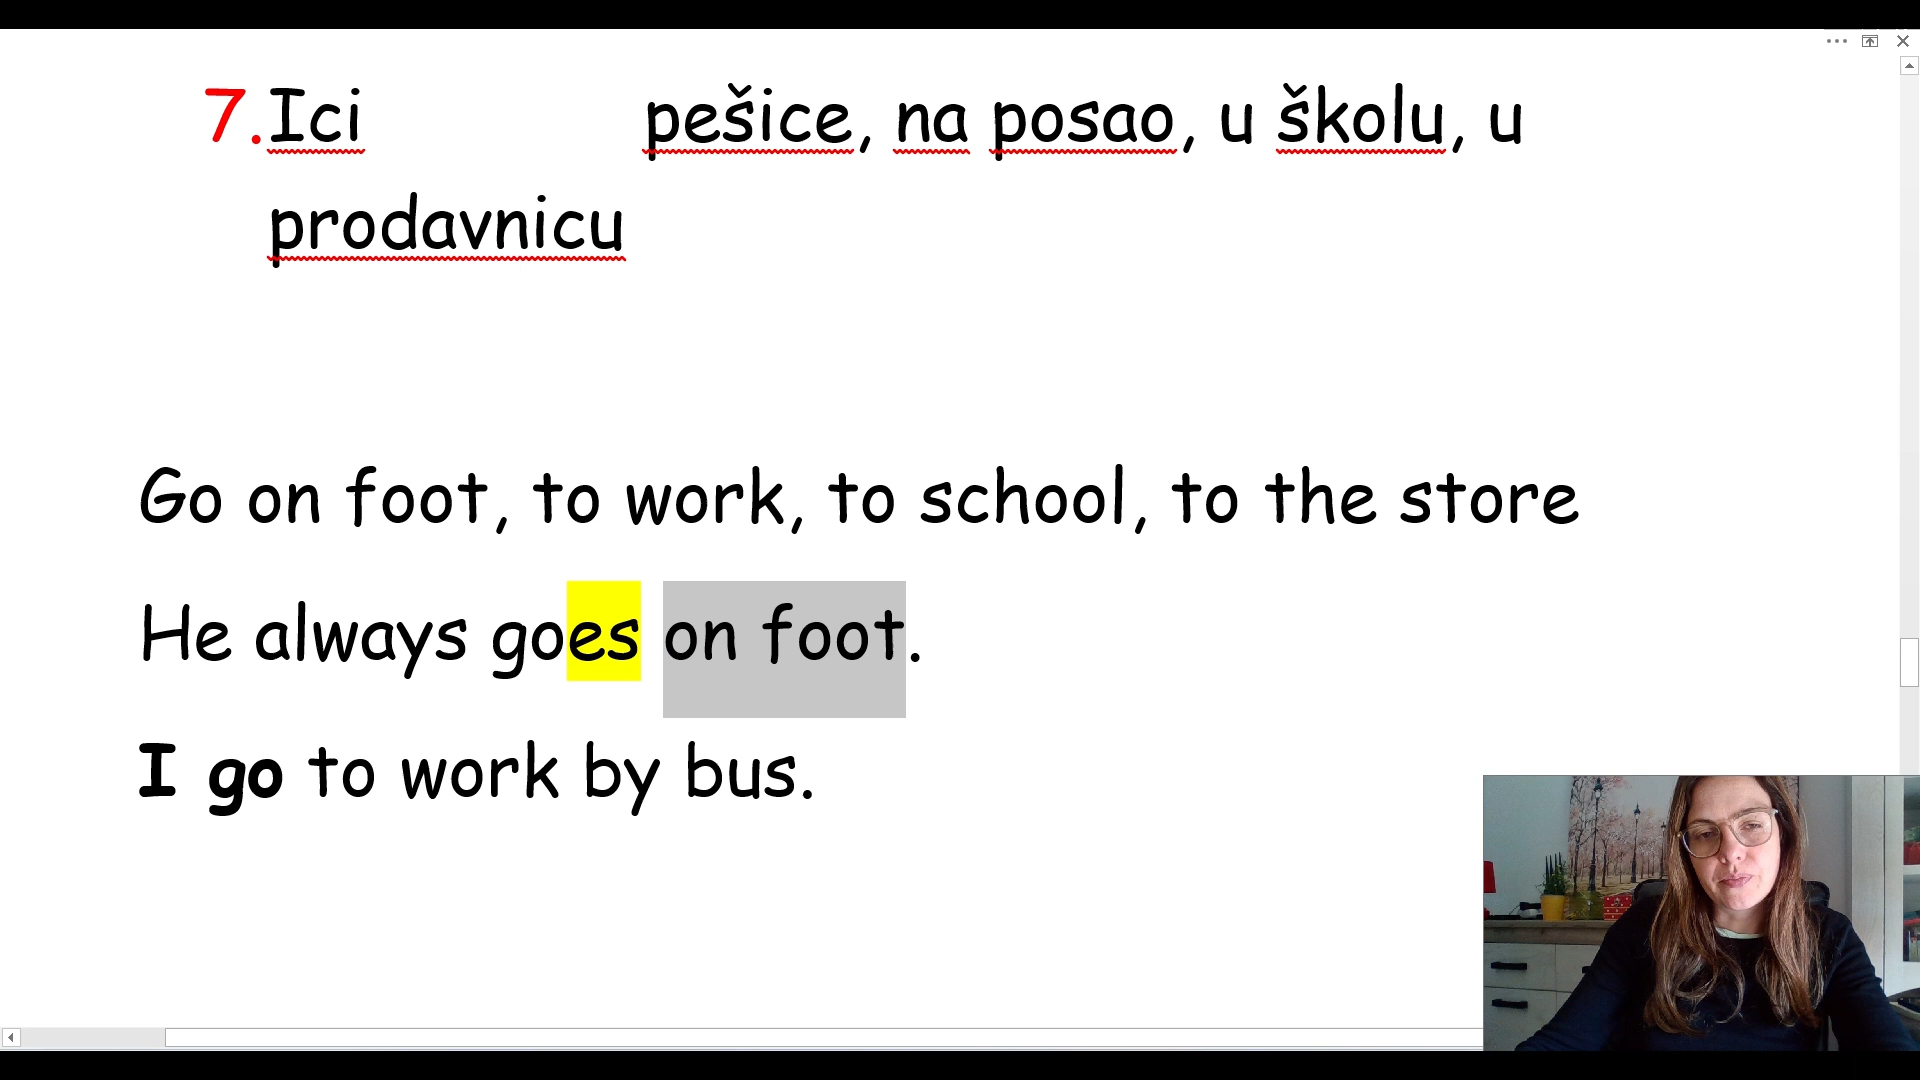 7.Ici pešice, na posao, u školu, u
prodavnicu
Go on foot, to work, to school, to the store
He always goes on foot.
I go to work by bus.